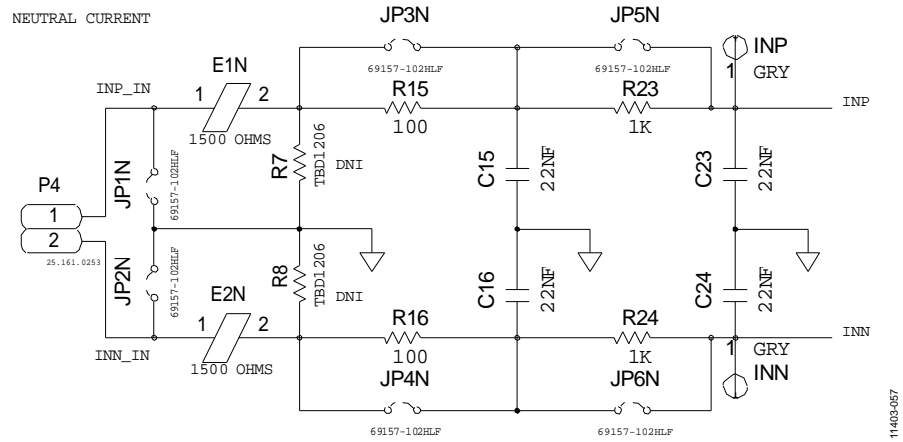 NEUTRAL CURRENT
JP3N
69157-102HLF
JP5N
69157-102HLF
INP
1 GRY
E1N
INP_IN
1 2
1500 OHMS
R15
100
R23
1K
INP
JP1N
69157-102HLF
R7
TBD1206
DNI
C15
22NF
C23
22NF
P4
1
2
25.161.0253
JP2N
69157-102HLF
R8
TBD1206
DNI
C16
22NF
C24
22NF
E2N
1 2
1500 OHMS
INN_IN
R16
100
R24
1K
INN
1 GRY
INN
JP4N
69157-102HLF
JP6N
69157-102HLF
11403-057